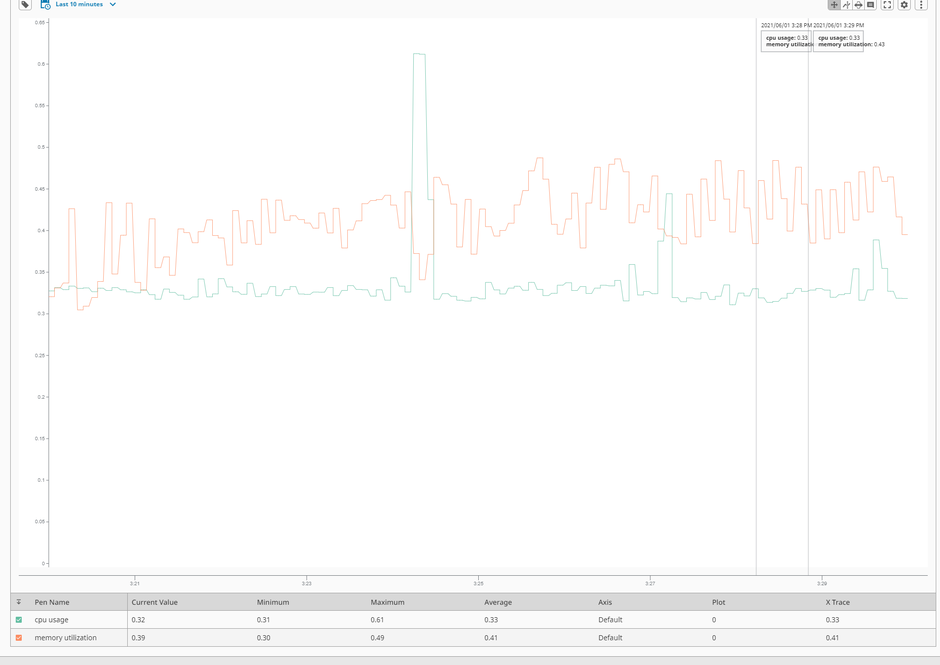 Last 10 minutes
2021/06/01 3:28 PM 2021/06/01 3:29 PM
cpu usage: 0.33 cpu usage: 0.33
memory utilizati memory utilization: 0.43
0.65
0.6
0.55
0.5
0.45
0.4
0.35
0.3
0.25
0.2
0.15
0.1
0.05
0
3:21 3:23 3:25 3:27 3:29
Pen Name Current Value Minimum Maximum Average Axis Plot X Trace
cpu usage 0.32 0.31 0.61 0.33 Default 0 0.33
memory utilization 0.39 0.30 0.49 0.41 Default 0 0.41